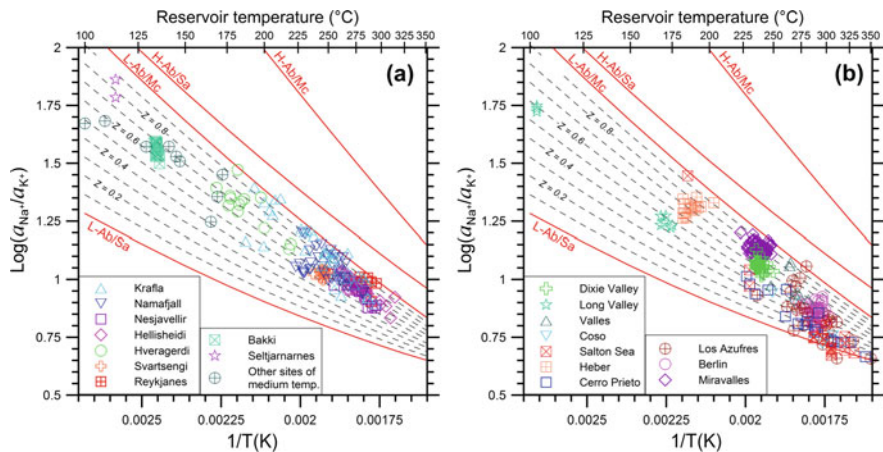 Reservoir temperature (°C)
100 125 150 175 200 225 250 275 300 325 350
2
1.75
1.5
1.25
1
0.75
0.5
Log(aNa+/aK+)
(a)
L-Ab/Mc
H-Ab/Sa
H-Ab/Mc
Z = 0.8
Z = 0.6
Z = 0.4
Z = 0.2
L-Ab/Sa
Krafla
Namafjall
Nesjavellir
Hellisheidi
Hveragerdi
Svartsengi
Reykjanes
Bakki
Seltjarnarnes
Other sites of
medium temp.
0.0025 0.00225 0.002 0.00175
1/T(K)
Reservoir temperature (°C)
100 125 150 175 200 225 250 275 300 325 350
2
1.75
1.5
1.25
1
0.75
0.5
Log(aNa+/aK+)
(b)
L-Ab/Mc
H-Ab/Sa
H-Ab/Mc
Z = 0.8
Z = 0.6
Z = 0.4
Z = 0.2
L-Ab/Sa
Dixie Valley
Long Valley
Valles
Coso
Salton Sea
Heber
Cerro Prieto
Los Azufres
Berlin
Miravalles
0.0025 0.00225 0.002 0.00175
1/T(K)